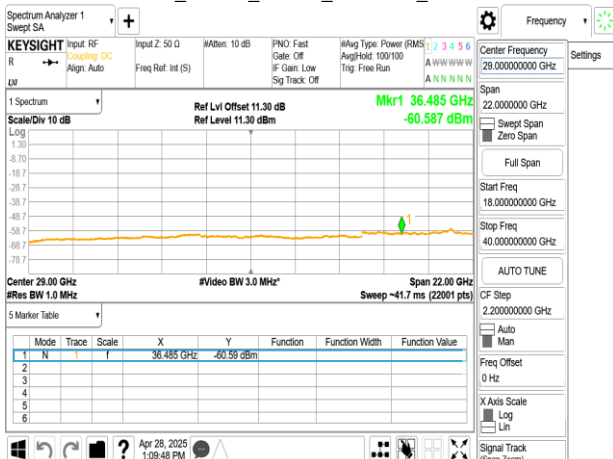 Spectrum Analyzer 1
Swept SA
+
Frequency
KEYSIGHT
R
Input: RF
Coupling: DC
Align: Auto
Input Z: 50 Ω
Freq Ref: Int (S)
#Atten: 10 dB
PNO: Fast
Gate: Off
IF Gain: Low
Sig Track: Off
#Avg Type: Power (RMS
Avg|Hold: 100/100
Trig: Free Run
1 2 3 4 5 6
A W W W W W
A N N N N N
Settings
1 Spectrum
Scale/Div 10 dB
Ref Lvl Offset 11.30 dB
Ref Level 11.30 dBm
Mkr1 36.485 GHz
-60.587 dBm
Log
1.30
-8.70
-18.7
-28.7
-38.7
-48.7
-58.7
-68.7
-78.7
1
Center 29.00 GHz
#Res BW 1.0 MHz
#Video BW 3.0 MHz*
Span 22.00 GHz
Sweep ~41.7 ms (22001 pts)
5 Marker Table
Mode Trace Scale X Y Function Function Width Function Value
1 N 1 f 36.485 GHz -60.59 dBm
2
3
4
5
6
Apr 28, 2025
1:09:48 PM
?
Center Frequency
29.000000000 GHz
Span
22.0000000 GHz
Swept Span
Zero Span
Full Span
Start Freq
18.000000000 GHz
Stop Freq
40.000000000 GHz
AUTO TUNE
CF Step
2.200000000 GHz
Auto
Man
Freq Offset
0 Hz
X Axis Scale
Log
Lin
Signal Track
(Span Zoom)